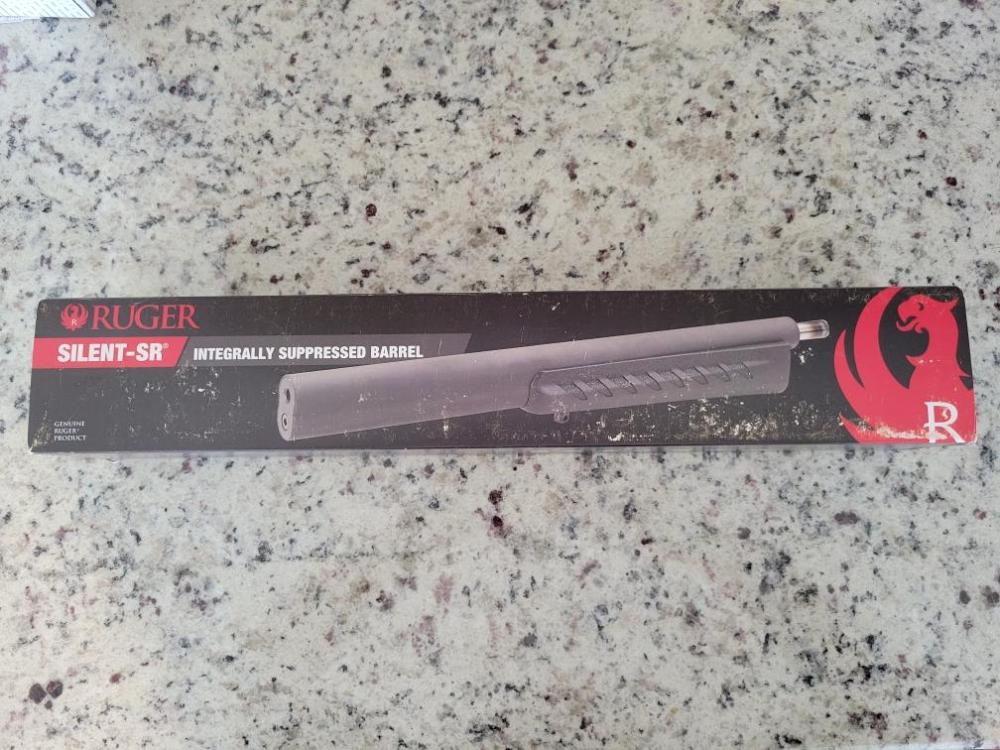 RUGER
SILENT-SR®
INTEGRALLY SUPPRESSED BARREL
GENUINE
RUGER®
PRODUCT
R